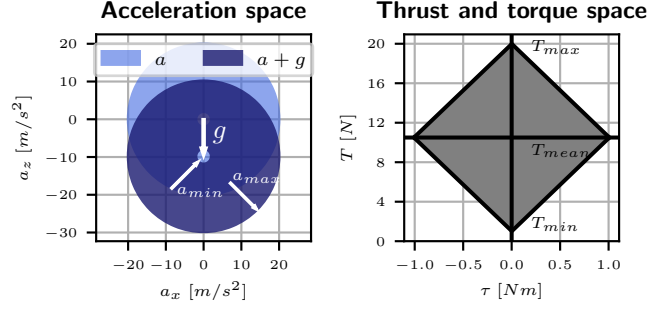 Acceleration space
a
a + g
20
10
0
−10
−20
−30
−20
−10
0
10
20
a_z [m/s^2]
a_x [m/s^2]
g
a_min
a_max
Thrust and torque space
20
16
12
8
4
0
−1.0
−0.5
0.0
0.5
1.0
T [N]
τ [Nm]
T_max
T_mean
T_min